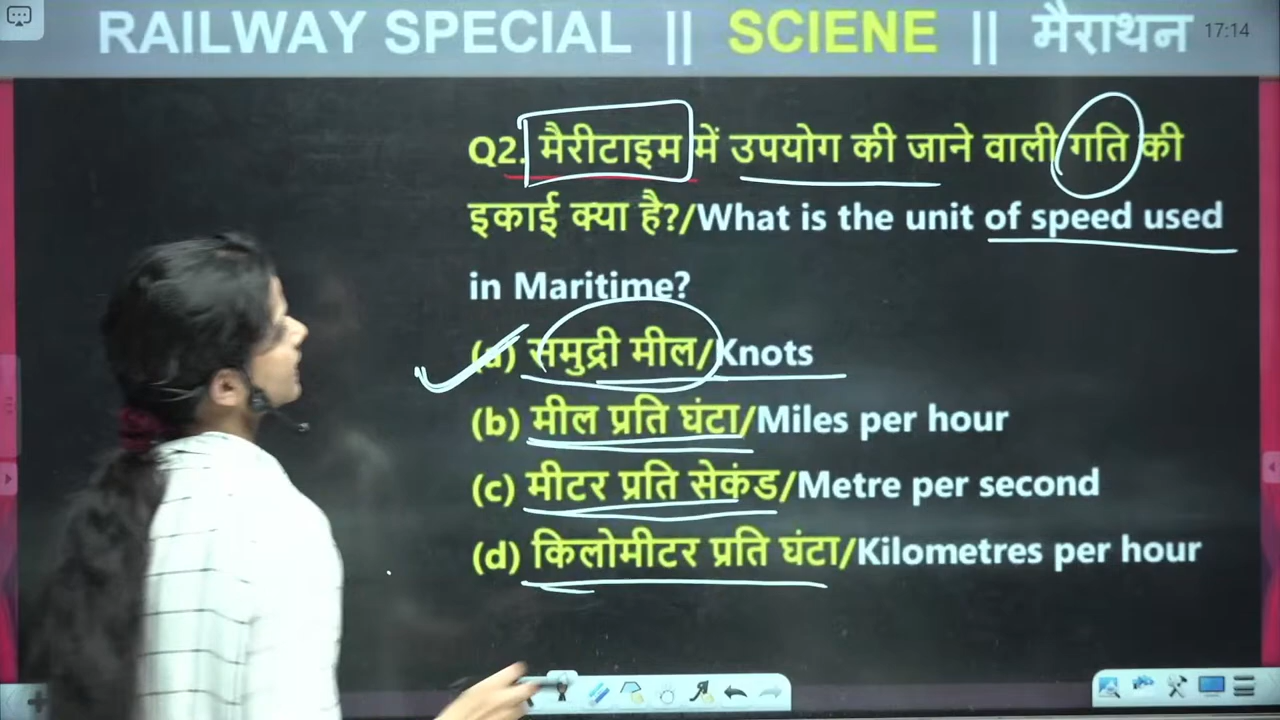 RAILWAY SPECIAL || SCIENE || मैराथन 17:14
Q2. मैरीटाइम में उपयोग की जाने वाली गति की
इकाई क्या है?/What is the unit of speed used
in Maritime?
(a) समुद्री मील/Knots
(b) मील प्रति घंटा/Miles per hour
(c) मीटर प्रति सेकंड/Metre per second
(d) किलोमीटर प्रति घंटा/Kilometres per hour